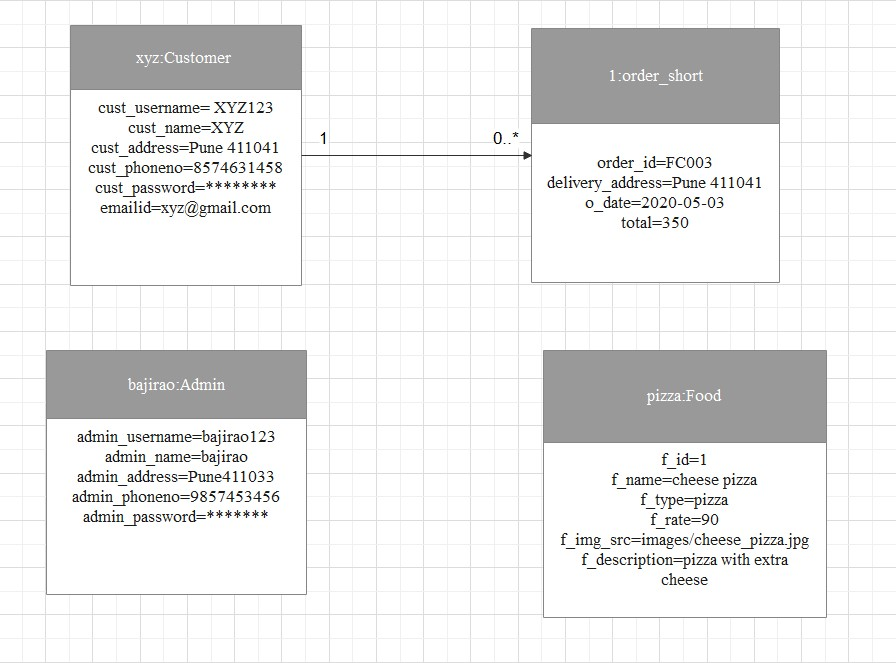 xyz:Customer
cust_username= XYZ123
cust_name=XYZ
cust_address=Pune 411041
cust_phoneno=8574631458
cust_password=********
emailid=xyz@gmail.com
1
0..*
1:order_short
order_id=FC003
delivery_address=Pune 411041
o_date=2020-05-03
total=350
bajirao:Admin
admin_username=bajirao123
admin_name=bajirao
admin_address=Pune411033
admin_phoneno=9857453456
admin_password=*******
pizza:Food
f_id=1
f_name=cheese pizza
f_type=pizza
f_rate=90
f_img_src=images/cheese_pizza.jpg
f_description=pizza with extra
cheese